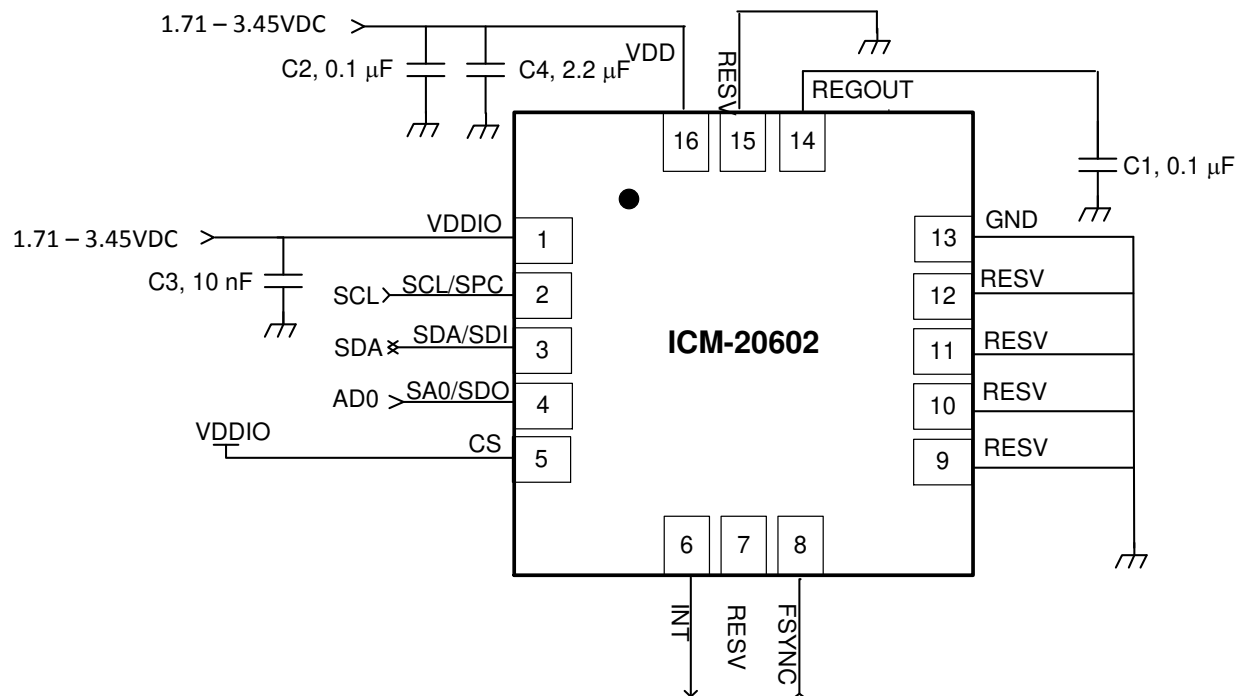 1.71 – 3.45VDC
C2, 0.1 μF
C4, 2.2 μF
VDD
RESV
REGOUT
16
15
14
C1, 0.1 μF
1.71 – 3.45VDC
VDDIO
1
C3, 10 nF
SCL
SCL/SPC
2
SDA
SDA/SDI
3
AD0
SA0/SDO
4
VDDIO
CS
5
ICM-20602
13
GND
12
RESV
11
RESV
10
RESV
9
RESV
6
7
8
INT
RESV
FSYNC